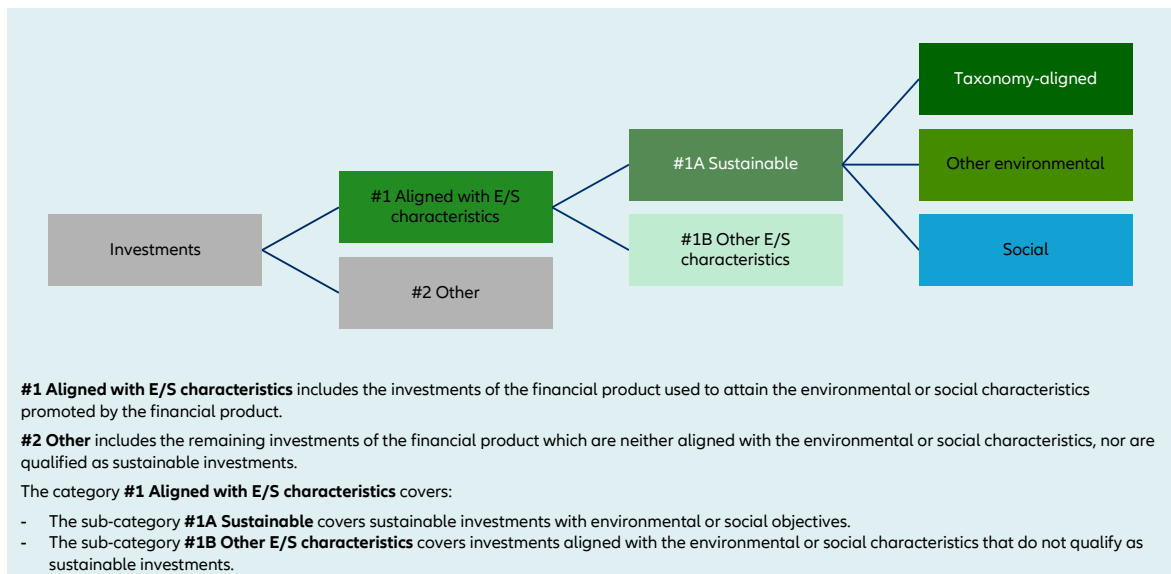 Taxonomy-aligned
#1A Sustainable
Other environmental
#1 Aligned with E/S
characteristics
Investments
#1B Other E/S
characteristics
Social
#2 Other
#1 Aligned with E/S characteristics includes the investments of the financial product used to attain the environmental or social characteristics
promoted by the financial product.
#2 Other includes the remaining investments of the financial product which are neither aligned with the environmental or social characteristics, nor are
qualified as sustainable investments.
The category #1 Aligned with E/S characteristics covers:
- The sub-category #1A Sustainable covers sustainable investments with environmental or social objectives.
- The sub-category #1B Other E/S characteristics covers investments aligned with the environmental or social characteristics that do not qualify as
sustainable investments.